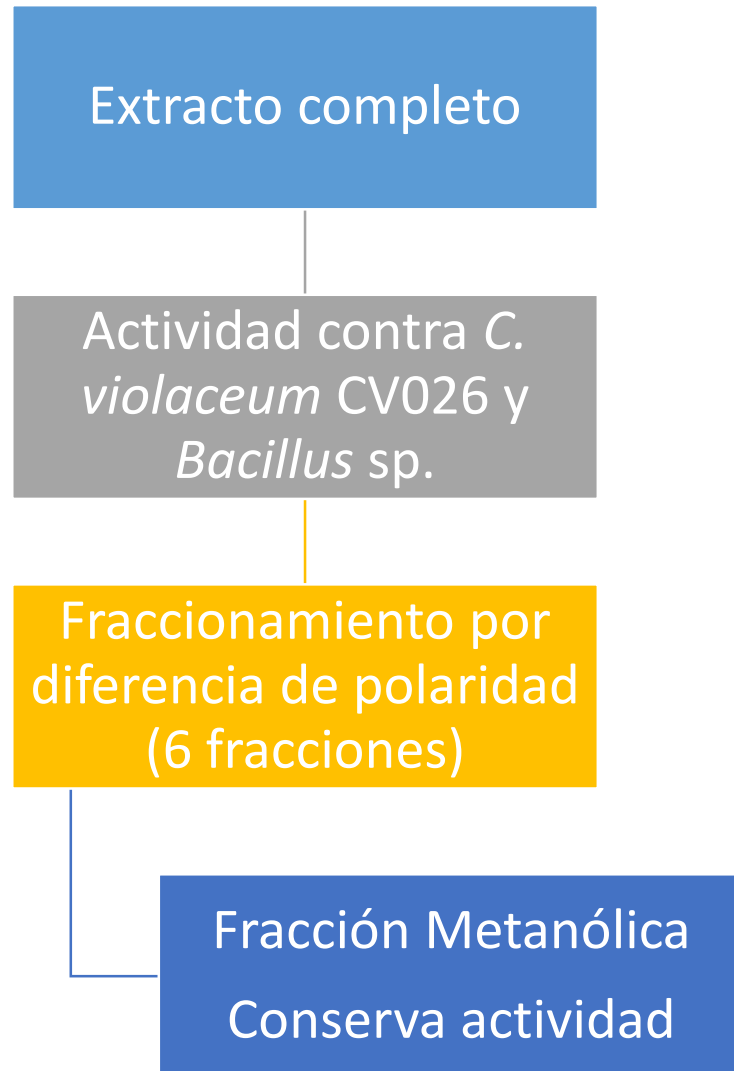 Extracto completo
Actividad contra C.
violaceum CV026 y
Bacillus sp.
Fraccionamiento por
diferencia de polaridad
(6 fracciones)
Fracción Metanólica
Conserva actividad